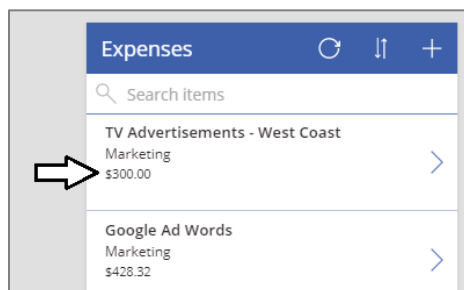 Expenses
Search items
TV Advertisements - West Coast
Marketing
$300.00
Google Ad Words
Marketing
$428.32